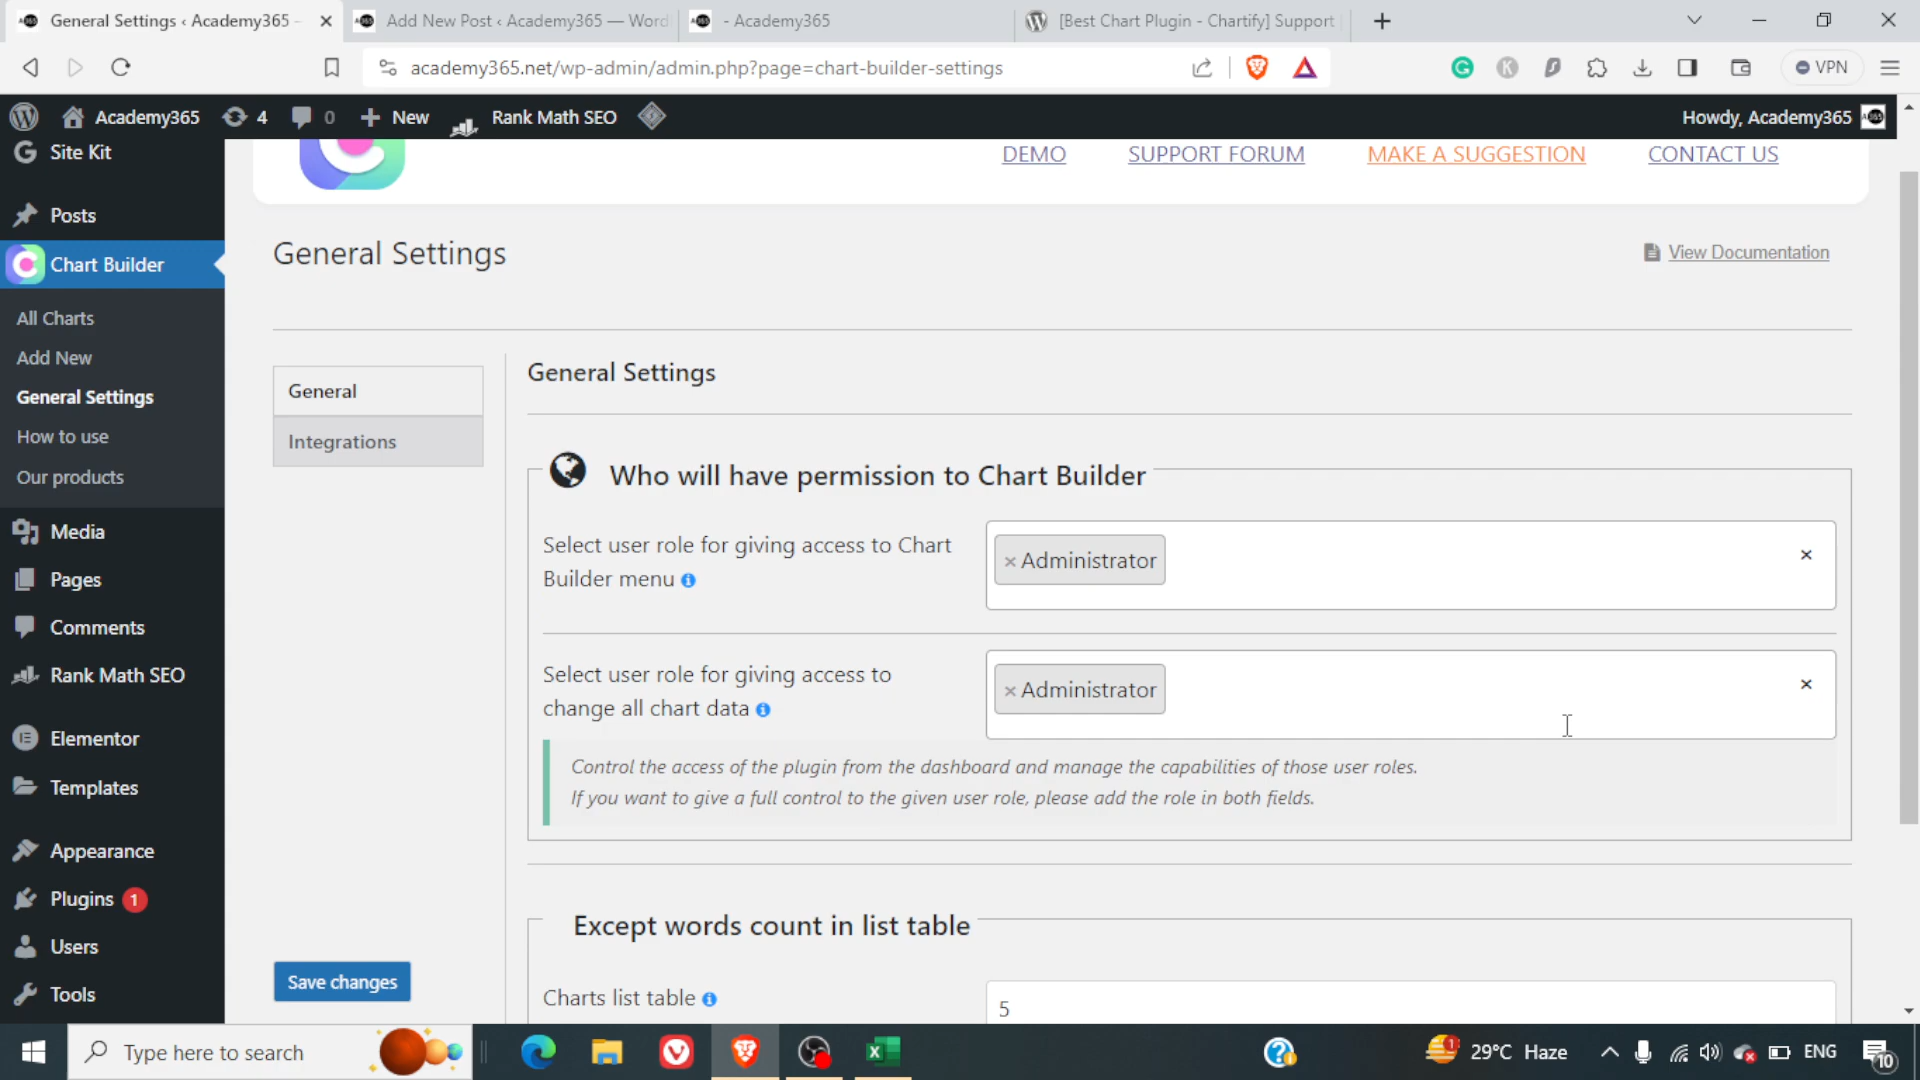 General Settings ‹ Academy365 –
Add New Post ‹ Academy365 — Word
- Academy365
[Best Chart Plugin - Chartify] Support
academy365.net/wp-admin/admin.php?page=chart-builder-settings
VPN
Academy365
4
0
New
Rank Math SEO
Howdy, Academy365
Site Kit
Posts
Chart Builder
All Charts
Add New
General Settings
How to use
Our products
Media
Pages
Comments
Rank Math SEO
Elementor
Templates
Appearance
Plugins 1
Users
Tools
DEMO
SUPPORT FORUM
MAKE A SUGGESTION
CONTACT US
General Settings
View Documentation
General
Integrations
Save changes
General Settings
Who will have permission to Chart Builder
Select user role for giving access to Chart
Builder menu
× Administrator
×
Select user role for giving access to
change all chart data
× Administrator
×
Control the access of the plugin from the dashboard and manage the capabilities of those user roles.
If you want to give a full control to the given user role, please add the role in both fields.
Except words count in list table
Charts list table
5
Type here to search
1
29°C Haze
ENG
10